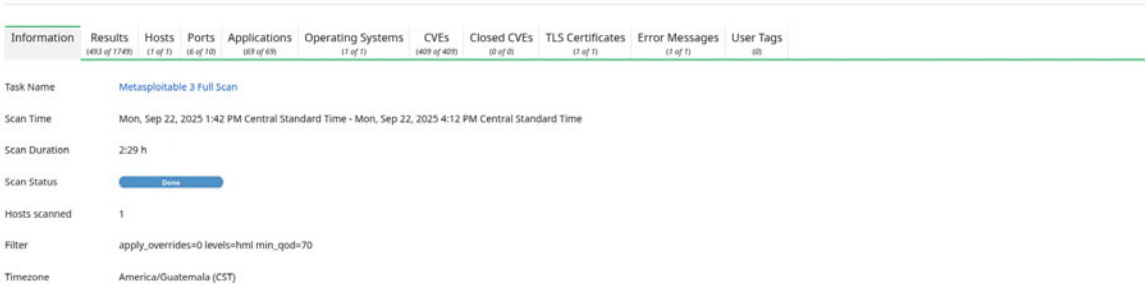 Information Results Hosts Ports Applications Operating Systems CVEs Closed CVEs TLS Certificates Error Messages User Tags
(493 of 1749) (1 of 1) (6 of 10) (69 of 69) (1 of 1) (409 of 409) (0 of 0) (1 of 1) (1 of 1) (0)
Task Name Metasploitable 3 Full Scan
Scan Time Mon, Sep 22, 2025 1:42 PM Central Standard Time - Mon, Sep 22, 2025 4:12 PM Central Standard Time
Scan Duration 2:29 h
Scan Status Done
Hosts scanned 1
Filter apply_overrides=0 levels=hml min_qod=70
Timezone America/Guatemala (CST)